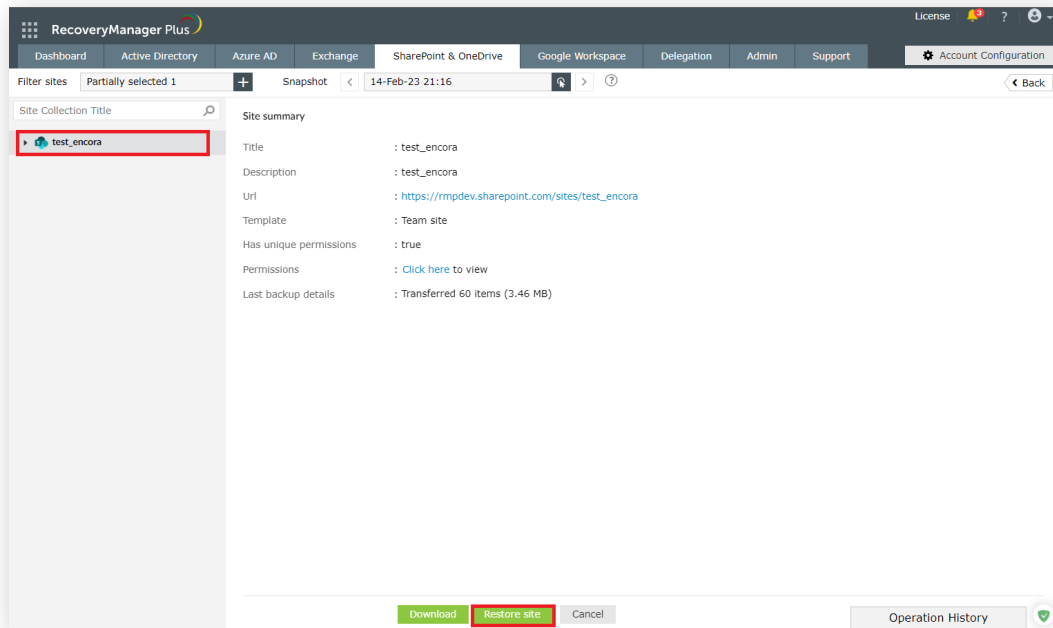 License 3 ?
RecoveryManager Plus
Dashboard Active Directory Azure AD Exchange SharePoint & OneDrive Google Workspace Delegation Admin Support Account Configuration
Filter sites Partially selected 1 + Snapshot < 14-Feb-23 21:16 > ? Back
Site Collection Title
Site summary
test_encora
Title : test_encora
Description : test_encora
Url : https://rmpdev.sharepoint.com/sites/test_encora
Template : Team site
Has unique permissions : true
Permissions : Click here to view
Last backup details : Transferred 60 items (3.46 MB)
Download Restore site Cancel
Operation History